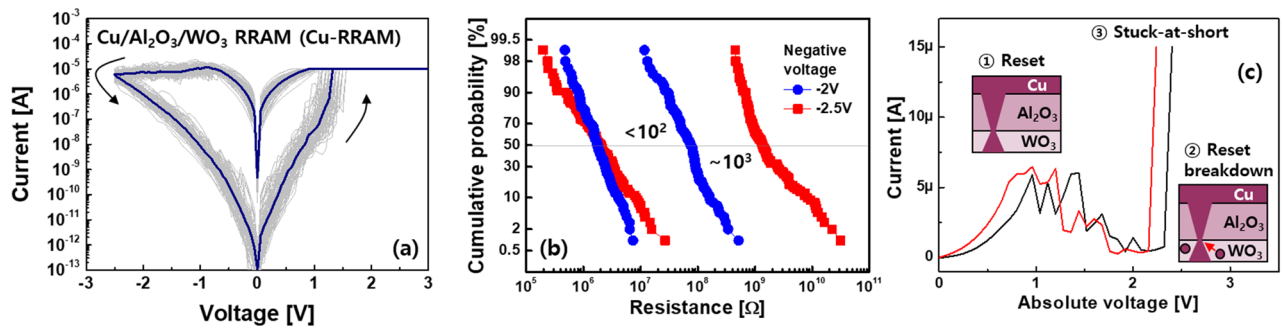 Cu/Al₂O₃/WO₃ RRAM (Cu-RRAM)
10⁻³
10⁻⁴
10⁻⁵
10⁻⁶
10⁻⁷
10⁻⁸
10⁻⁹
10⁻¹⁰
10⁻¹¹
10⁻¹²
10⁻¹³
Current [A]
-3 -2 -1 0 1 2 3
Voltage [V]
(a)
99.5
98
90
70
50
30
10
2
0.5
Cumulative probability [%]
Negative
voltage
-2V
-2.5V
<10²
~10³
(b)
10⁵ 10⁶ 10⁷ 10⁸ 10⁹ 10¹⁰ 10¹¹
Resistance [Ω]
15μ
10μ
5μ
0
Current [A]
③ Stuck-at-short
(c)
① Reset
Cu
Al₂O₃
WO₃
② Reset
breakdown
Cu
Al₂O₃
WO₃
0 1 2 3
Absolute voltage [V]